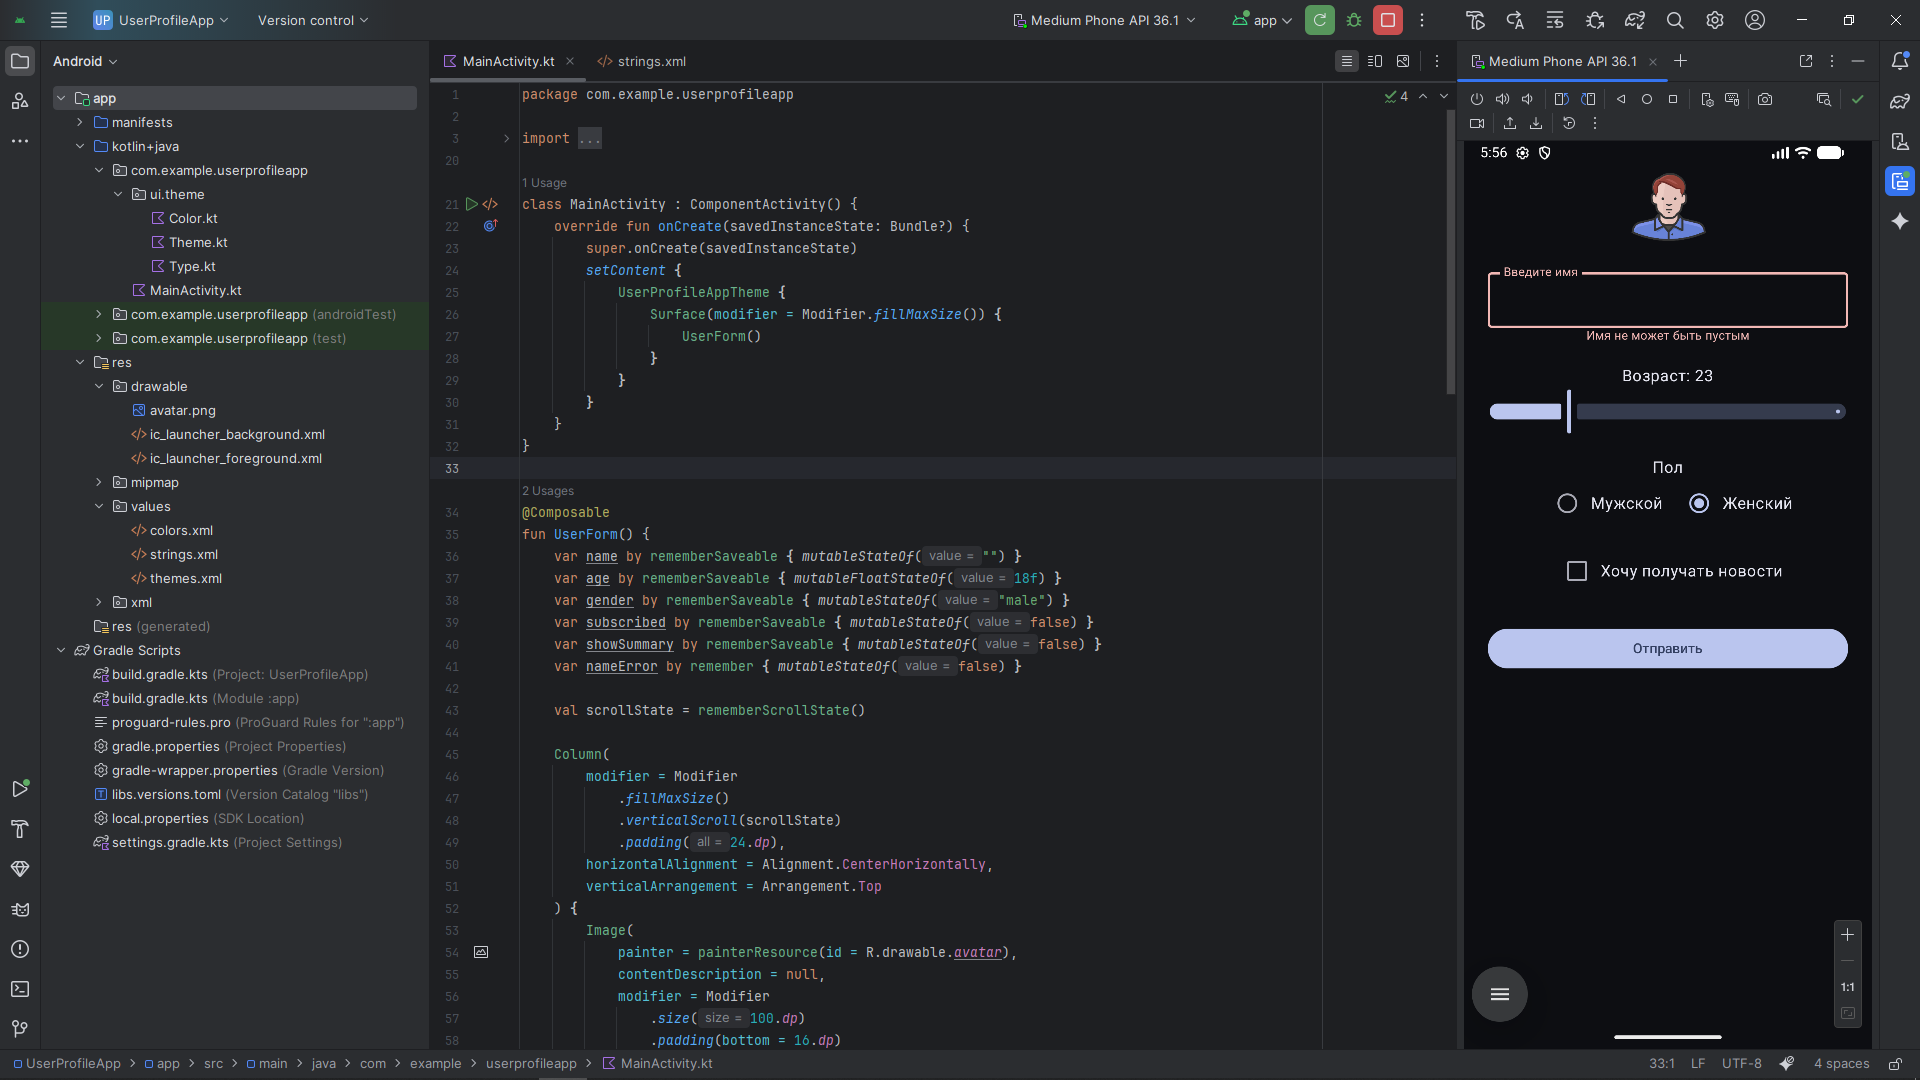 UP UserProfileApp Version control Medium Phone API 36.1 app
Android MainActivity.kt strings.xml Medium Phone API 36.1
app
manifests
kotlin+java
com.example.userprofileapp
ui.theme
Color.kt
Theme.kt
Type.kt
MainActivity.kt
com.example.userprofileapp (androidTest)
com.example.userprofileapp (test)
res
drawable
avatar.png
ic_launcher_background.xml
ic_launcher_foreground.xml
mipmap
values
colors.xml
strings.xml
themes.xml
xml
res (generated)
Gradle Scripts
build.gradle.kts (Project: UserProfileApp)
build.gradle.kts (Module :app)
proguard-rules.pro (ProGuard Rules for ":app")
gradle.properties (Project Properties)
gradle-wrapper.properties (Gradle Version)
libs.versions.toml (Version Catalog "libs")
local.properties (SDK Location)
settings.gradle.kts (Project Settings)
4
1 package com.example.userprofileapp
2
3 import ...
20
1 Usage
21 class MainActivity : ComponentActivity() {
22 override fun onCreate(savedInstanceState: Bundle?) {
23 super.onCreate(savedInstanceState)
24 setContent {
25 UserProfileAppTheme {
26 Surface(modifier = Modifier.fillMaxSize()) {
27 UserForm()
28 }
29 }
30 }
31 }
32 }
33
2 Usages
34 @Composable
35 fun UserForm() {
36 var name by rememberSaveable { mutableStateOf( value = "") }
37 var age by rememberSaveable { mutableFloatStateOf( value = 18f) }
38 var gender by rememberSaveable { mutableStateOf( value = "male") }
39 var subscribed by rememberSaveable { mutableStateOf( value = false) }
40 var showSummary by rememberSaveable { mutableStateOf( value = false) }
41 var nameError by remember { mutableStateOf( value = false) }
42
43 val scrollState = rememberScrollState()
44
45 Column(
46 modifier = Modifier
47 .fillMaxSize()
48 .verticalScroll(scrollState)
49 .padding( all = 24.dp),
50 horizontalAlignment = Alignment.CenterHorizontally,
51 verticalArrangement = Arrangement.Top
52 ) {
53 Image(
54 painter = painterResource(id = R.drawable.avatar),
55 contentDescription = null,
56 modifier = Modifier
57 .size( size = 100.dp)
58 .padding(bottom = 16.dp)
5:56
Введите имя
Имя не может быть пустым
Возраст: 23
Пол
Мужской Женский
Хочу получать новости
Отправить
1:1
UserProfileApp app src main java com example userprofileapp MainActivity.kt 33:1 LF UTF-8 4 spaces